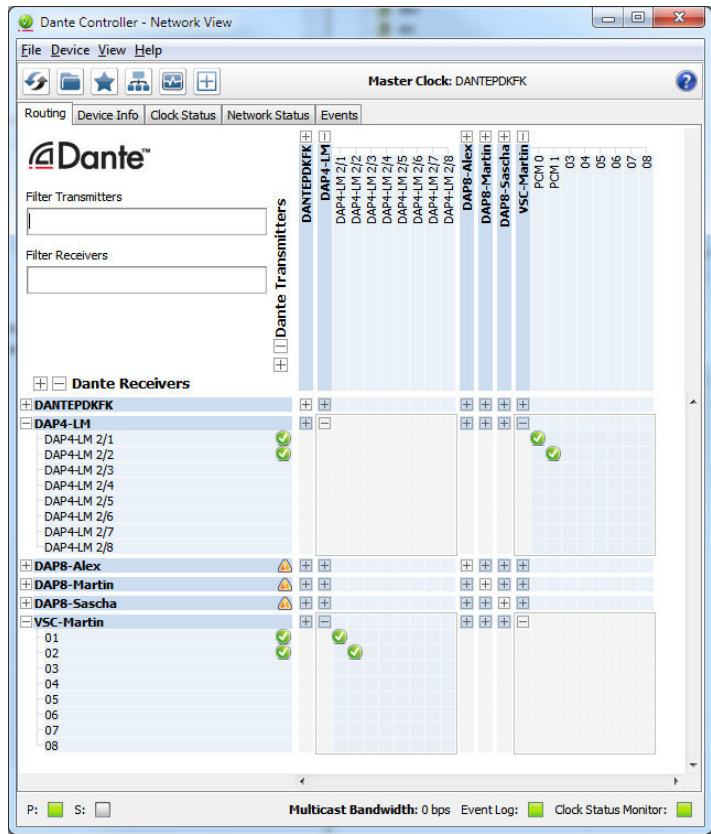 Dante Controller - Network View
File Device View Help
Master Clock: DANTEPDKFK
Routing Device Info Clock Status Network Status Events
Dante™
Filter Transmitters
Filter Receivers
Dante Transmitters
DANTEPDKFK
DAP4-LM
DAP4-LM 2/1
DAP4-LM 2/2
DAP4-LM 2/3
DAP4-LM 2/4
DAP4-LM 2/5
DAP4-LM 2/6
DAP4-LM 2/7
DAP4-LM 2/8
DAP8-Alex
DAP8-Martin
DAP8-Sascha
VSC-Martin
PCM 0
PCM 1
03
04
05
06
07
08
Dante Receivers
DANTEPDKFK
DAP4-LM
DAP4-LM 2/1
DAP4-LM 2/2
DAP4-LM 2/3
DAP4-LM 2/4
DAP4-LM 2/5
DAP4-LM 2/6
DAP4-LM 2/7
DAP4-LM 2/8
DAP8-Alex
DAP8-Martin
DAP8-Sascha
VSC-Martin
01
02
03
04
05
06
07
08
P: S: Multicast Bandwidth: 0 bps Event Log: Clock Status Monitor: